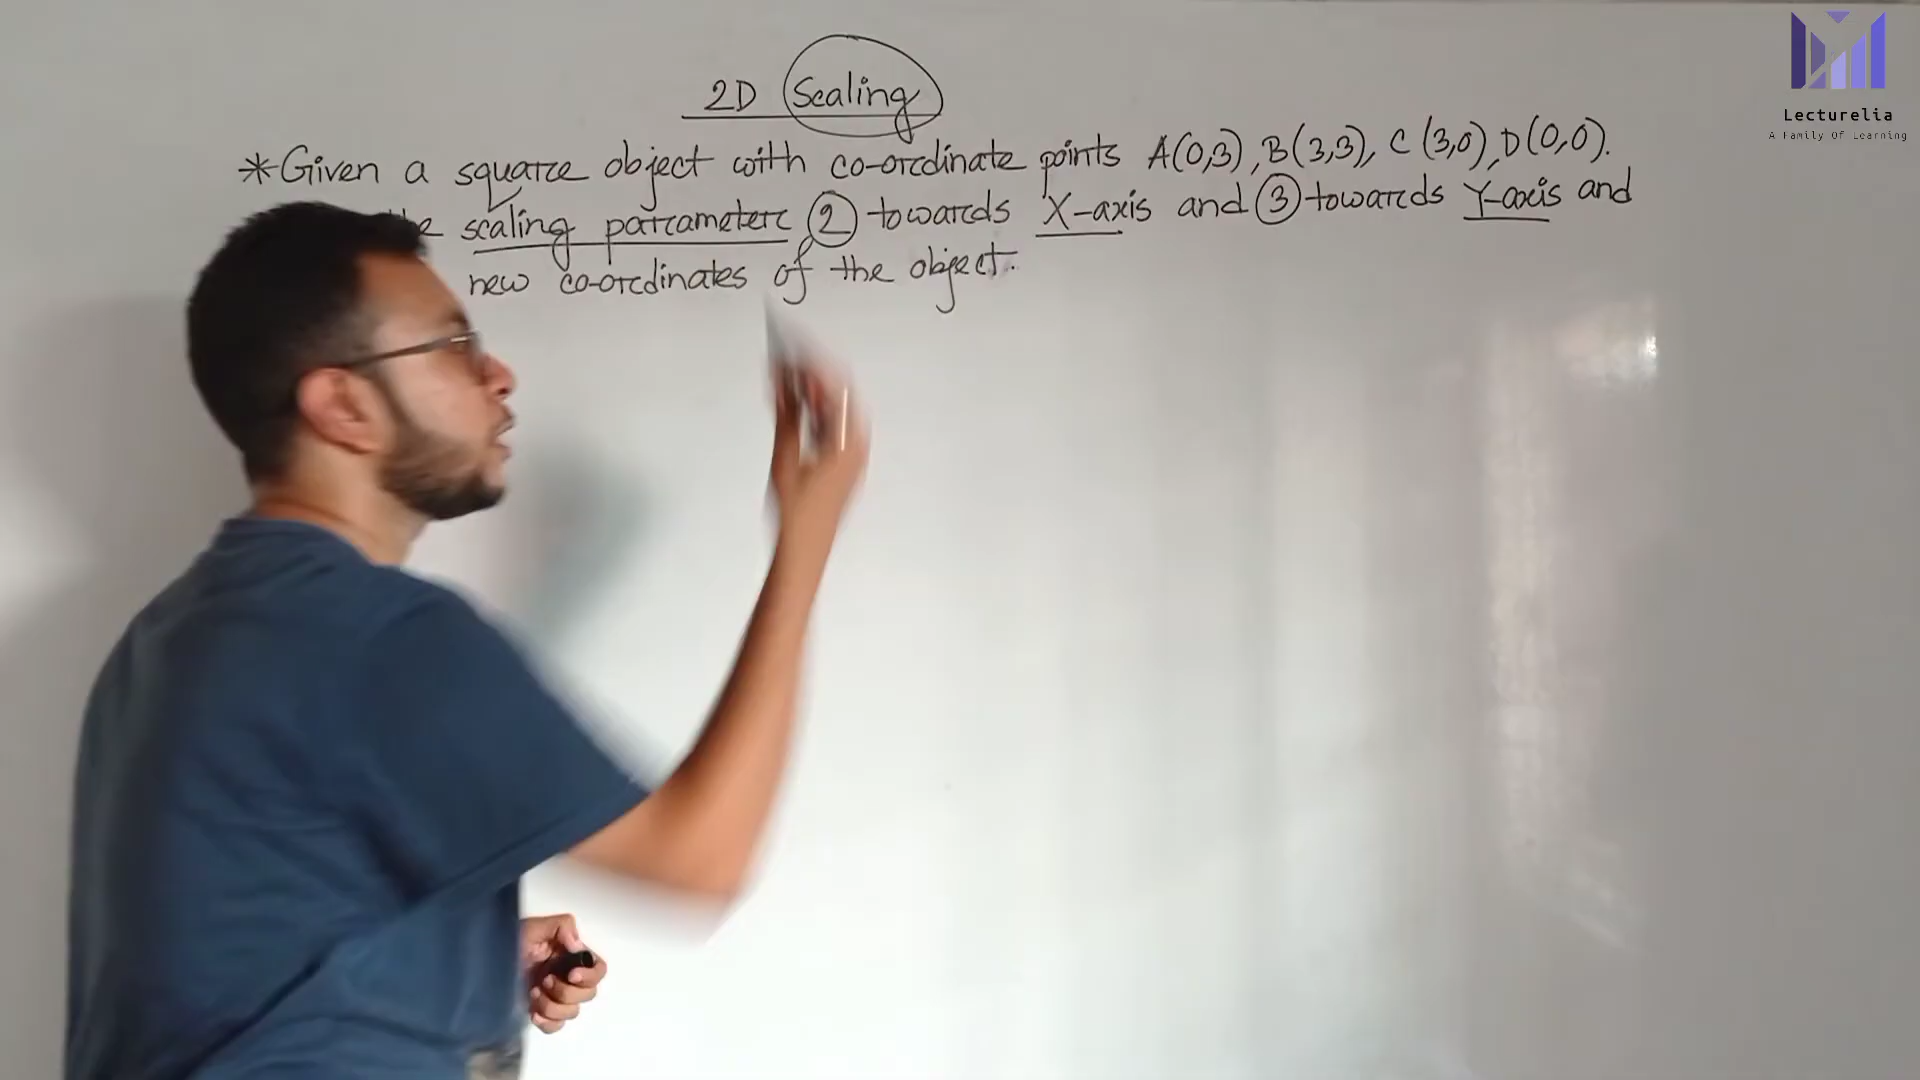 2D Scaling
*Given a square object with co-ordinate points A(0,3), B(3,3), C(3,0), D(0,0).
scaling parameter 2 towards X-axis and 3 towards Y-axis and
new co-ordinates of the object.
Lecturelia
A Family Of Learning